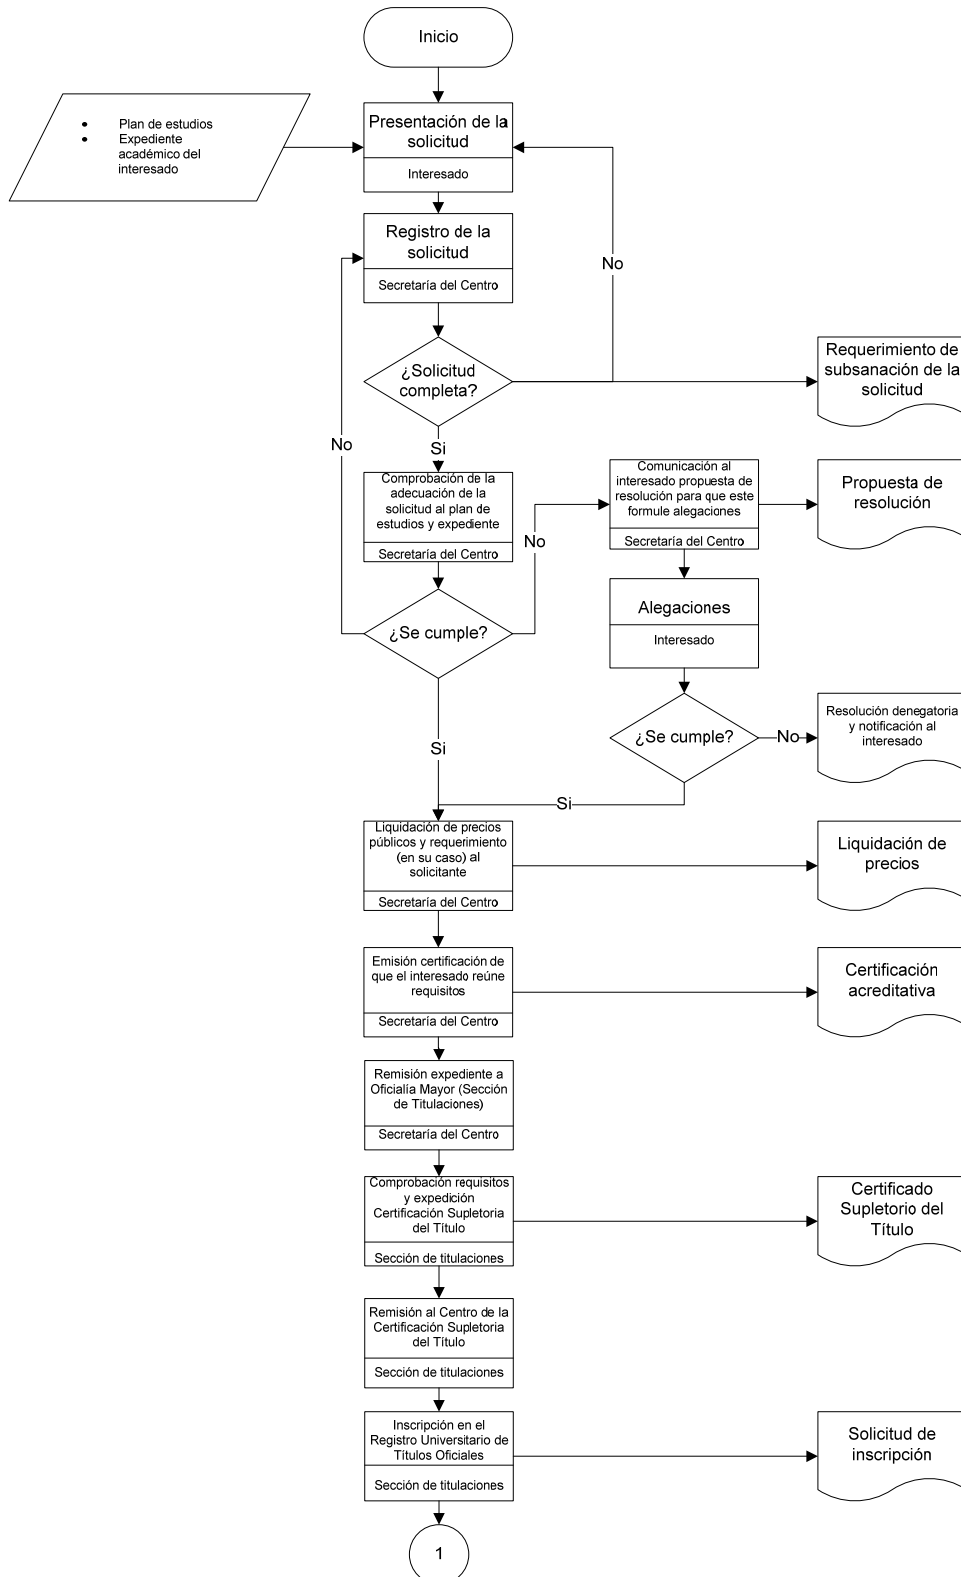 Inicio
• Plan de estudios
• Expediente
académico del
interesado
Presentación de la
solicitud
Interesado
Registro de la
solicitud
Secretaría del Centro
No
¿Solicitud
completa?
Requerimiento de
subsanación de la
solicitud
No
Si
Comprobación de la
adecuación de la
solicitud al plan de
estudios y expediente
Secretaría del Centro
No
Comunicación al
interesado propuesta de
resolución para que este
formule alegaciones
Secretaría del Centro
Propuesta de
resolución
¿Se cumple?
Alegaciones
Interesado
Si
¿Se cumple?
No
Resolución denegatoria
y notificación al
interesado
Si
Liquidación de precios
públicos y requerimiento
(en su caso) al
solicitante
Secretaría del Centro
Liquidación de
precios
Emisión certificación de
que el interesado reúne
requisitos
Secretaría del Centro
Certificación
acreditativa
Remisión expediente a
Oficialía Mayor (Sección
de Titulaciones)
Secretaría del Centro
Comprobación requisitos
y expedición
Certificación Supletoria
del Título
Sección de titulaciones
Certificado
Supletorio del
Título
Remisión al Centro de la
Certificación Supletoria
del Título
Sección de titulaciones
Inscripción en el
Registro Universitario de
Títulos Oficiales
Sección de titulaciones
Solicitud de
inscripción
1